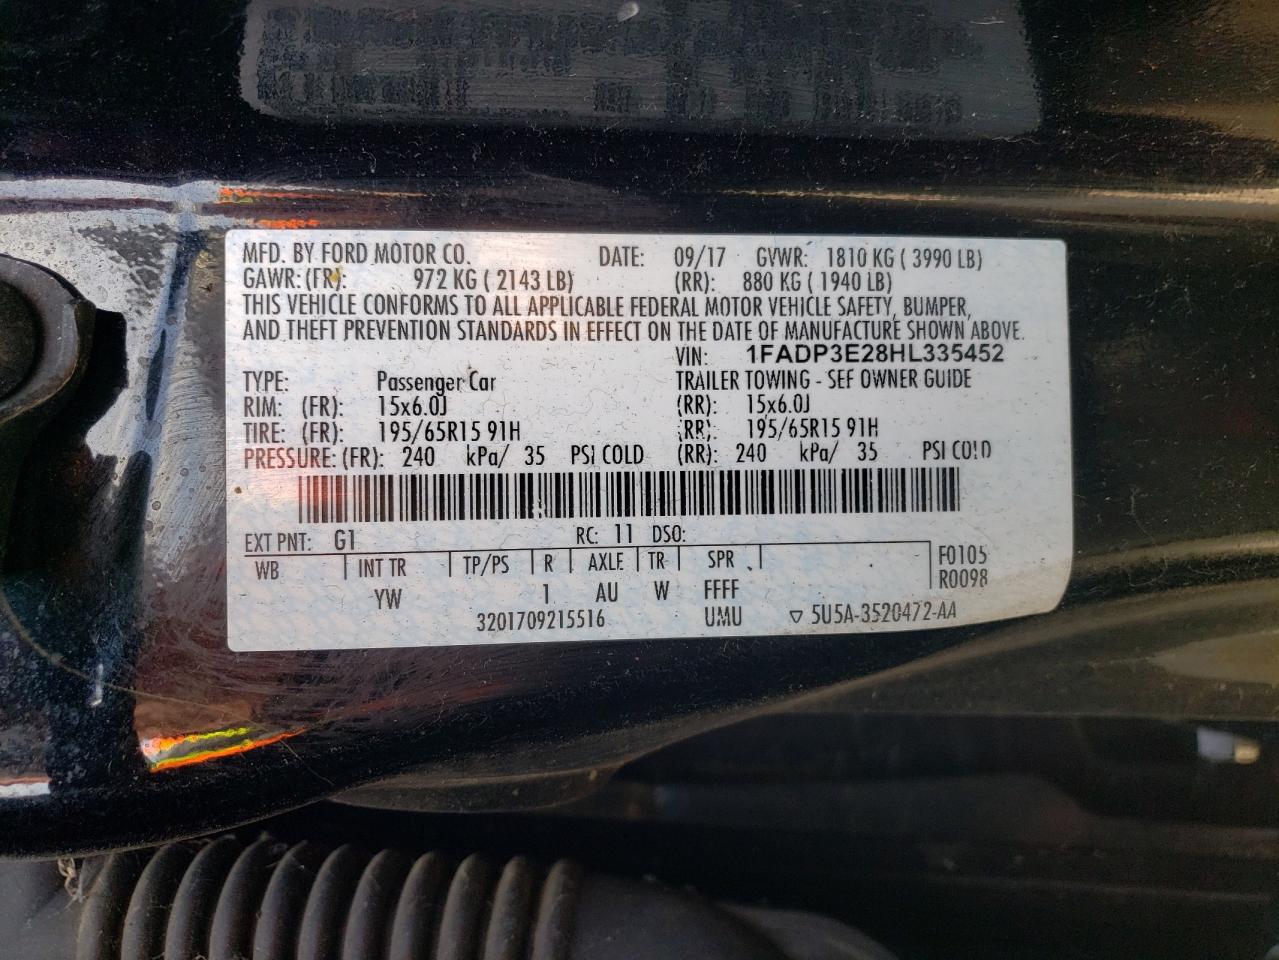 MFD. BY FORD MOTOR CO. DATE: 09/17 GVWR: 1810 KG ( 3990 LB)
GAWR: (FR): 972 KG ( 2143 LB) (RR): 880 KG ( 1940 LB)
THIS VEHICLE CONFORMS TO ALL APPLICABLE FEDERAL MOTOR VEHICLE SAFETY, BUMPER,
AND THEFT PREVENTION STANDARDS IN EFFECT ON THE DATE OF MANUFACTURE SHOWN ABOVE.
VIN: 1FADP3E28HL335452
TYPE: Passenger Car TRAILER TOWING - SEE OWNER GUIDE
RIM: (FR): 15x6.0J (RR): 15x6.0J
TIRE: (FR): 195/65R15 91H (RR): 195/65R15 91H
PRESSURE: (FR): 240 kPa/ 35 PSI COLD (RR): 240 kPa/ 35 PSI COLD
EXT PNT: G1 RC: 11 DSO:
WB INT TR TP/PS R AXLE TR SPR F0105
R0098
YW 1 AU W FFFF
3201709215516 UMU ▽ 5U5A-3520472-AA